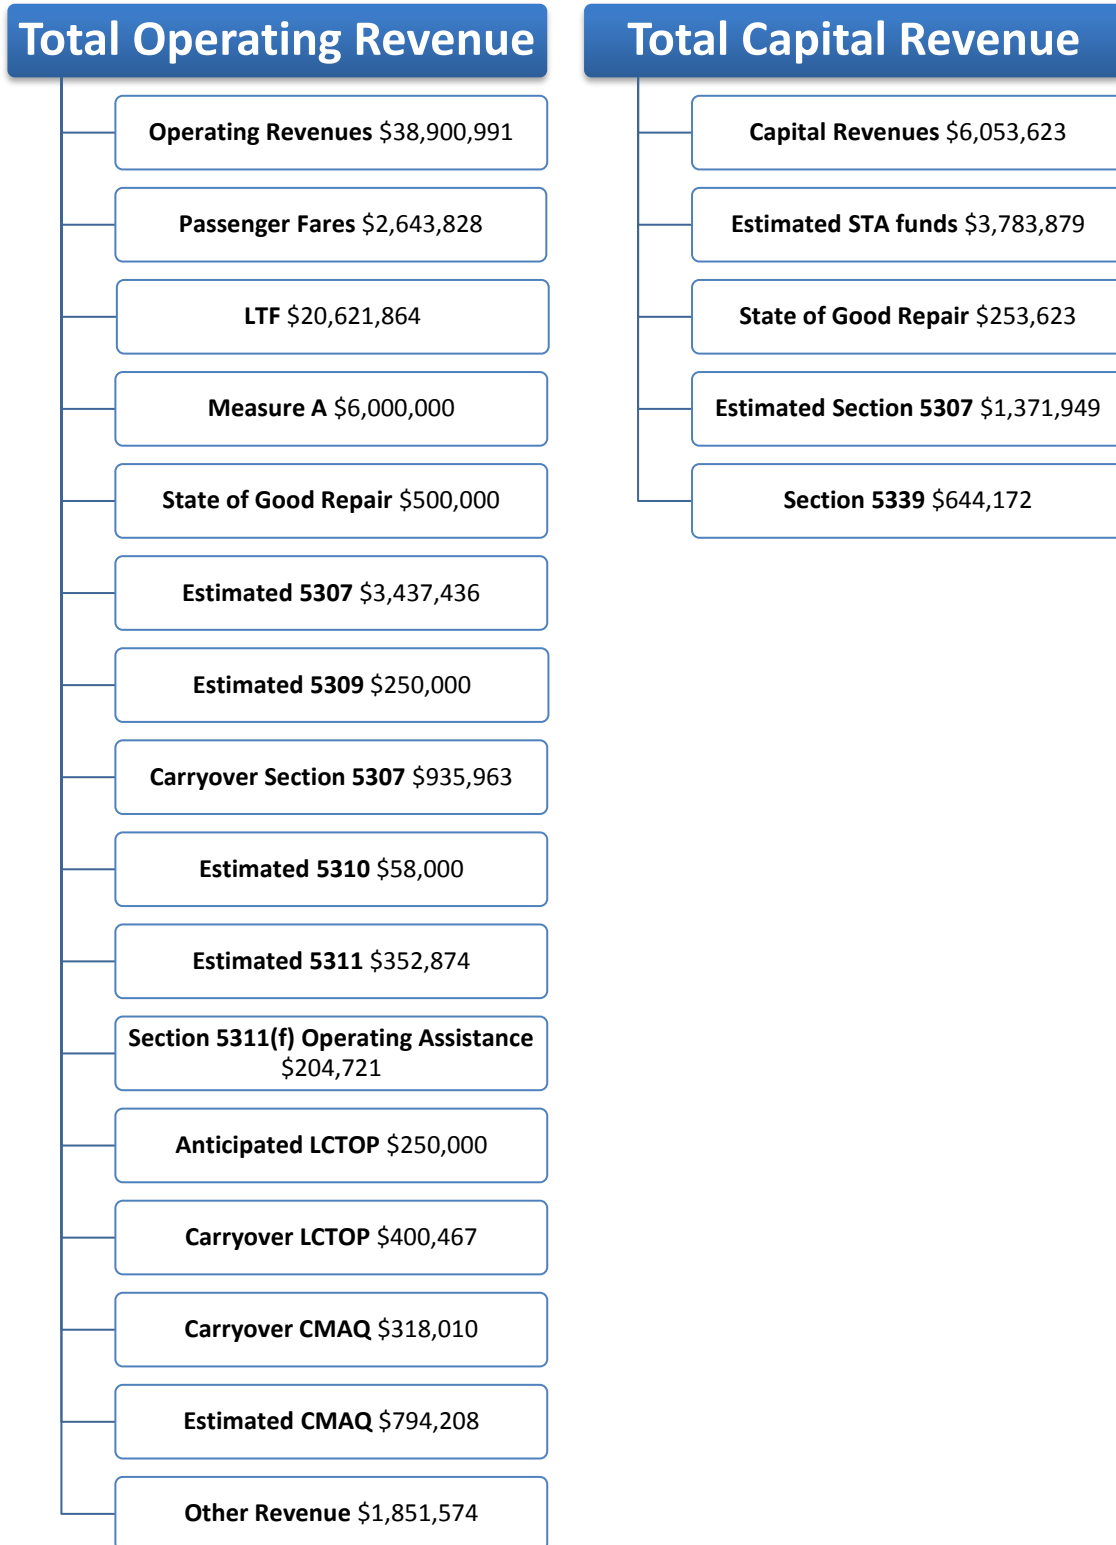 Total Operating Revenue
Operating Revenues $38,900,991
Passenger Fares $2,643,828
LTF $20,621,864
Measure A $6,000,000
State of Good Repair $500,000
Estimated 5307 $3,437,436
Estimated 5309 $250,000
Carryover Section 5307 $935,963
Estimated 5310 $58,000
Estimated 5311 $352,874
Section 5311(f) Operating Assistance
$204,721
Anticipated LCTOP $250,000
Carryover LCTOP $400,467
Carryover CMAQ $318,010
Estimated CMAQ $794,208
Other Revenue $1,851,574
Total Capital Revenue
Capital Revenues $6,053,623
Estimated STA funds $3,783,879
State of Good Repair $253,623
Estimated Section 5307 $1,371,949
Section 5339 $644,172